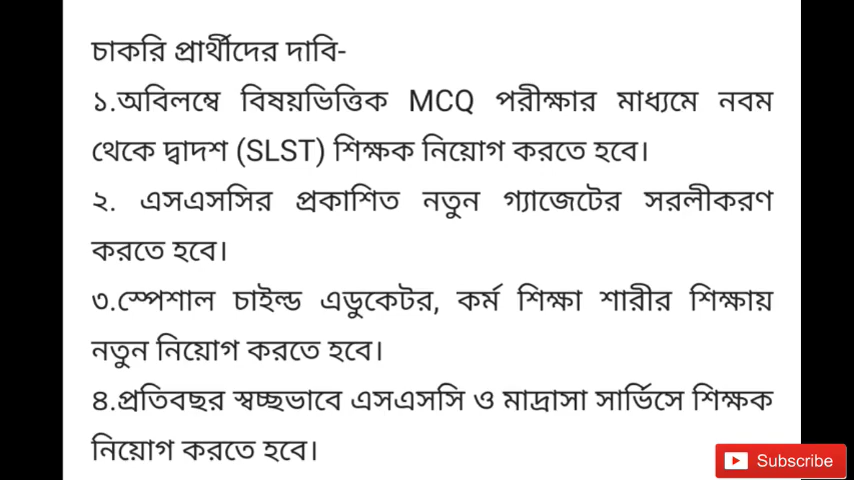 চাকরি প্রার্থীদের দাবি-
১.অবিলম্বে বিষয়ভিত্তিক MCQ পরীক্ষার মাধ্যমে নবম
থেকে দ্বাদশ (SLST) শিক্ষক নিয়োগ করতে হবে।
২. এসএসসির প্রকাশিত নতুন গ্যাজেটের সরলীকরণ
করতে হবে।
৩.স্পেশাল চাইল্ড এডুকেটর, কর্ম শিক্ষা শারীর শিক্ষায়
নতুন নিয়োগ করতে হবে।
৪.প্রতিবছর স্বচ্ছভাবে এসএসসি ও মাদ্রাসা সার্ভিসে শিক্ষক
নিয়োগ করতে হবে।
Subscribe